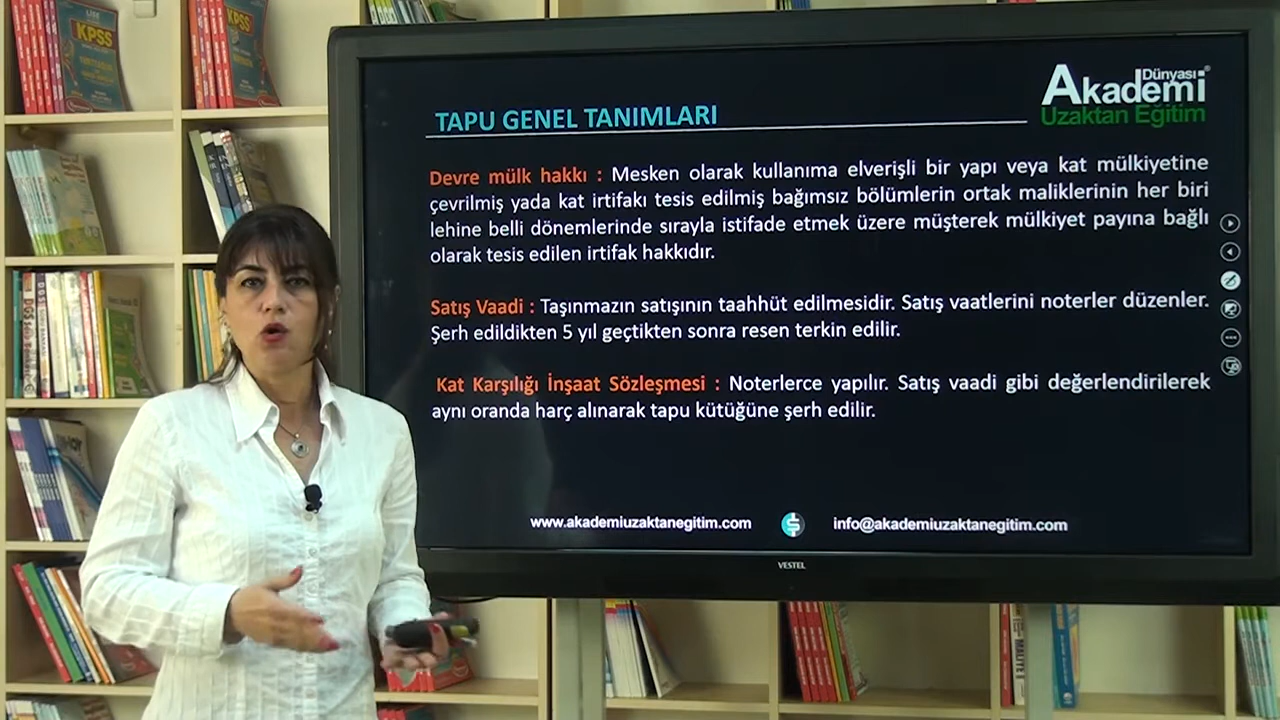 KPSS
KPSS
Dünyası
Akademi
Uzaktan Eğitim
TAPU GENEL TANIMLARI
Devre mülk hakkı : Mesken olarak kullanıma elverişli bir yapı veya kat mülkiyetine
çevrilmiş yada kat irtifakı tesis edilmiş bağımsız bölümlerin ortak maliklerinin her biri
lehine belli dönemlerinde sırayla istifade etmek üzere müşterek mülkiyet payına bağlı
olarak tesis edilen irtifak hakkıdır.
Satış Vaadi : Taşınmazın satışının taahhüt edilmesidir. Satış vaatlerini noterler düzenler.
Şerh edildikten 5 yıl geçtikten sonra resen terkin edilir.
Kat Karşılığı İnşaat Sözleşmesi : Noterlerce yapılır. Satış vaadi gibi değerlendirilerek
aynı oranda harç alınarak tapu kütüğüne şerh edilir.
www.akademiuzaktanegitim.com
info@akademiuzaktanegitim.com
VESTEL